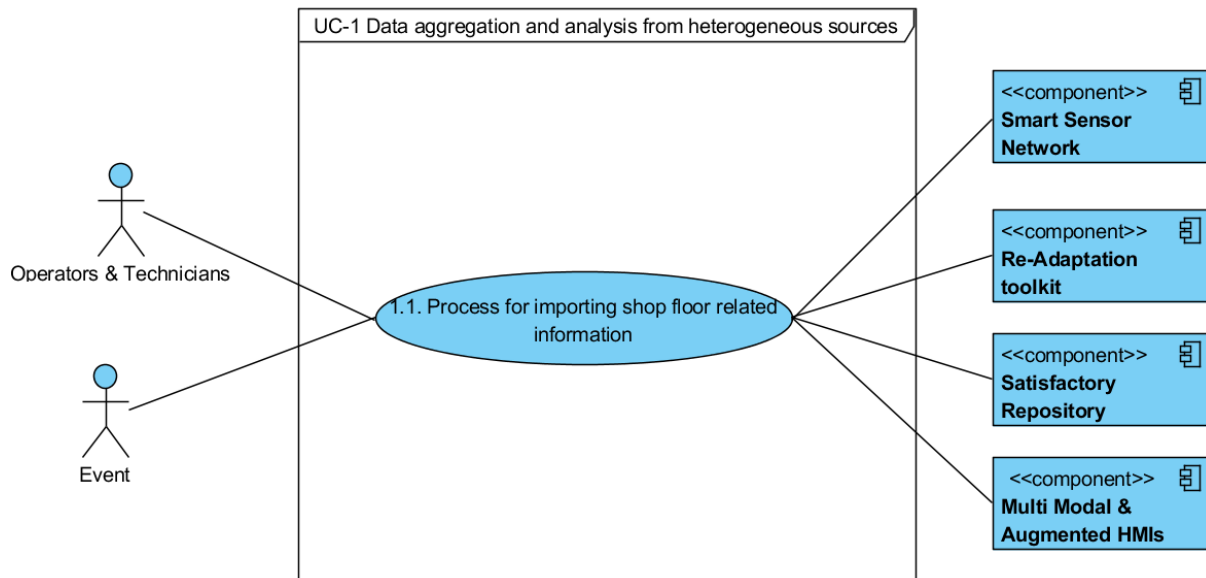 UC-1 Data aggregation and analysis from heterogeneous sources
Operators & Technicians
Event
1.1. Process for importing shop floor related
information
<<component>>
Smart Sensor
Network
<<component>>
Re-Adaptation
toolkit
<<component>>
Satisfactory
Repository
<<component>>
Multi Modal &
Augmented HMIs